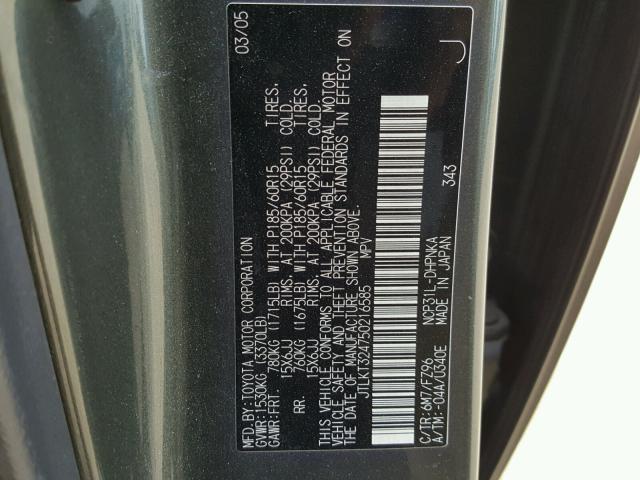 MFD.BY:TOYOTA MOTOR CORPORATION 03/05
GVWR:1530KG (3370LB)
GAWR:FRT. 780KG (1715LB) WITH P185/60R15 TIRES.
15X6JJ RIMS. AT 200KPA (29PSI) COLD.
RR. 760KG (1675LB) WITH P185/60R15 TIRES.
15X6JJ RIMS. AT 200KPA (29PSI) COLD.
THIS VEHICLE CONFORMS TO ALL APPLICABLE FEDERAL MOTOR
VEHICLE SAFETY AND THEFT PREVENTION STANDARDS IN EFFECT ON
THE DATE OF MANUFACTURE SHOWN ABOVE.
JTLKT324750216585 MPV
J
C/TR:6M7/FZ96 NCP31L-DHPNKA
A/TM:-04A/U340E MADE IN JAPAN 343